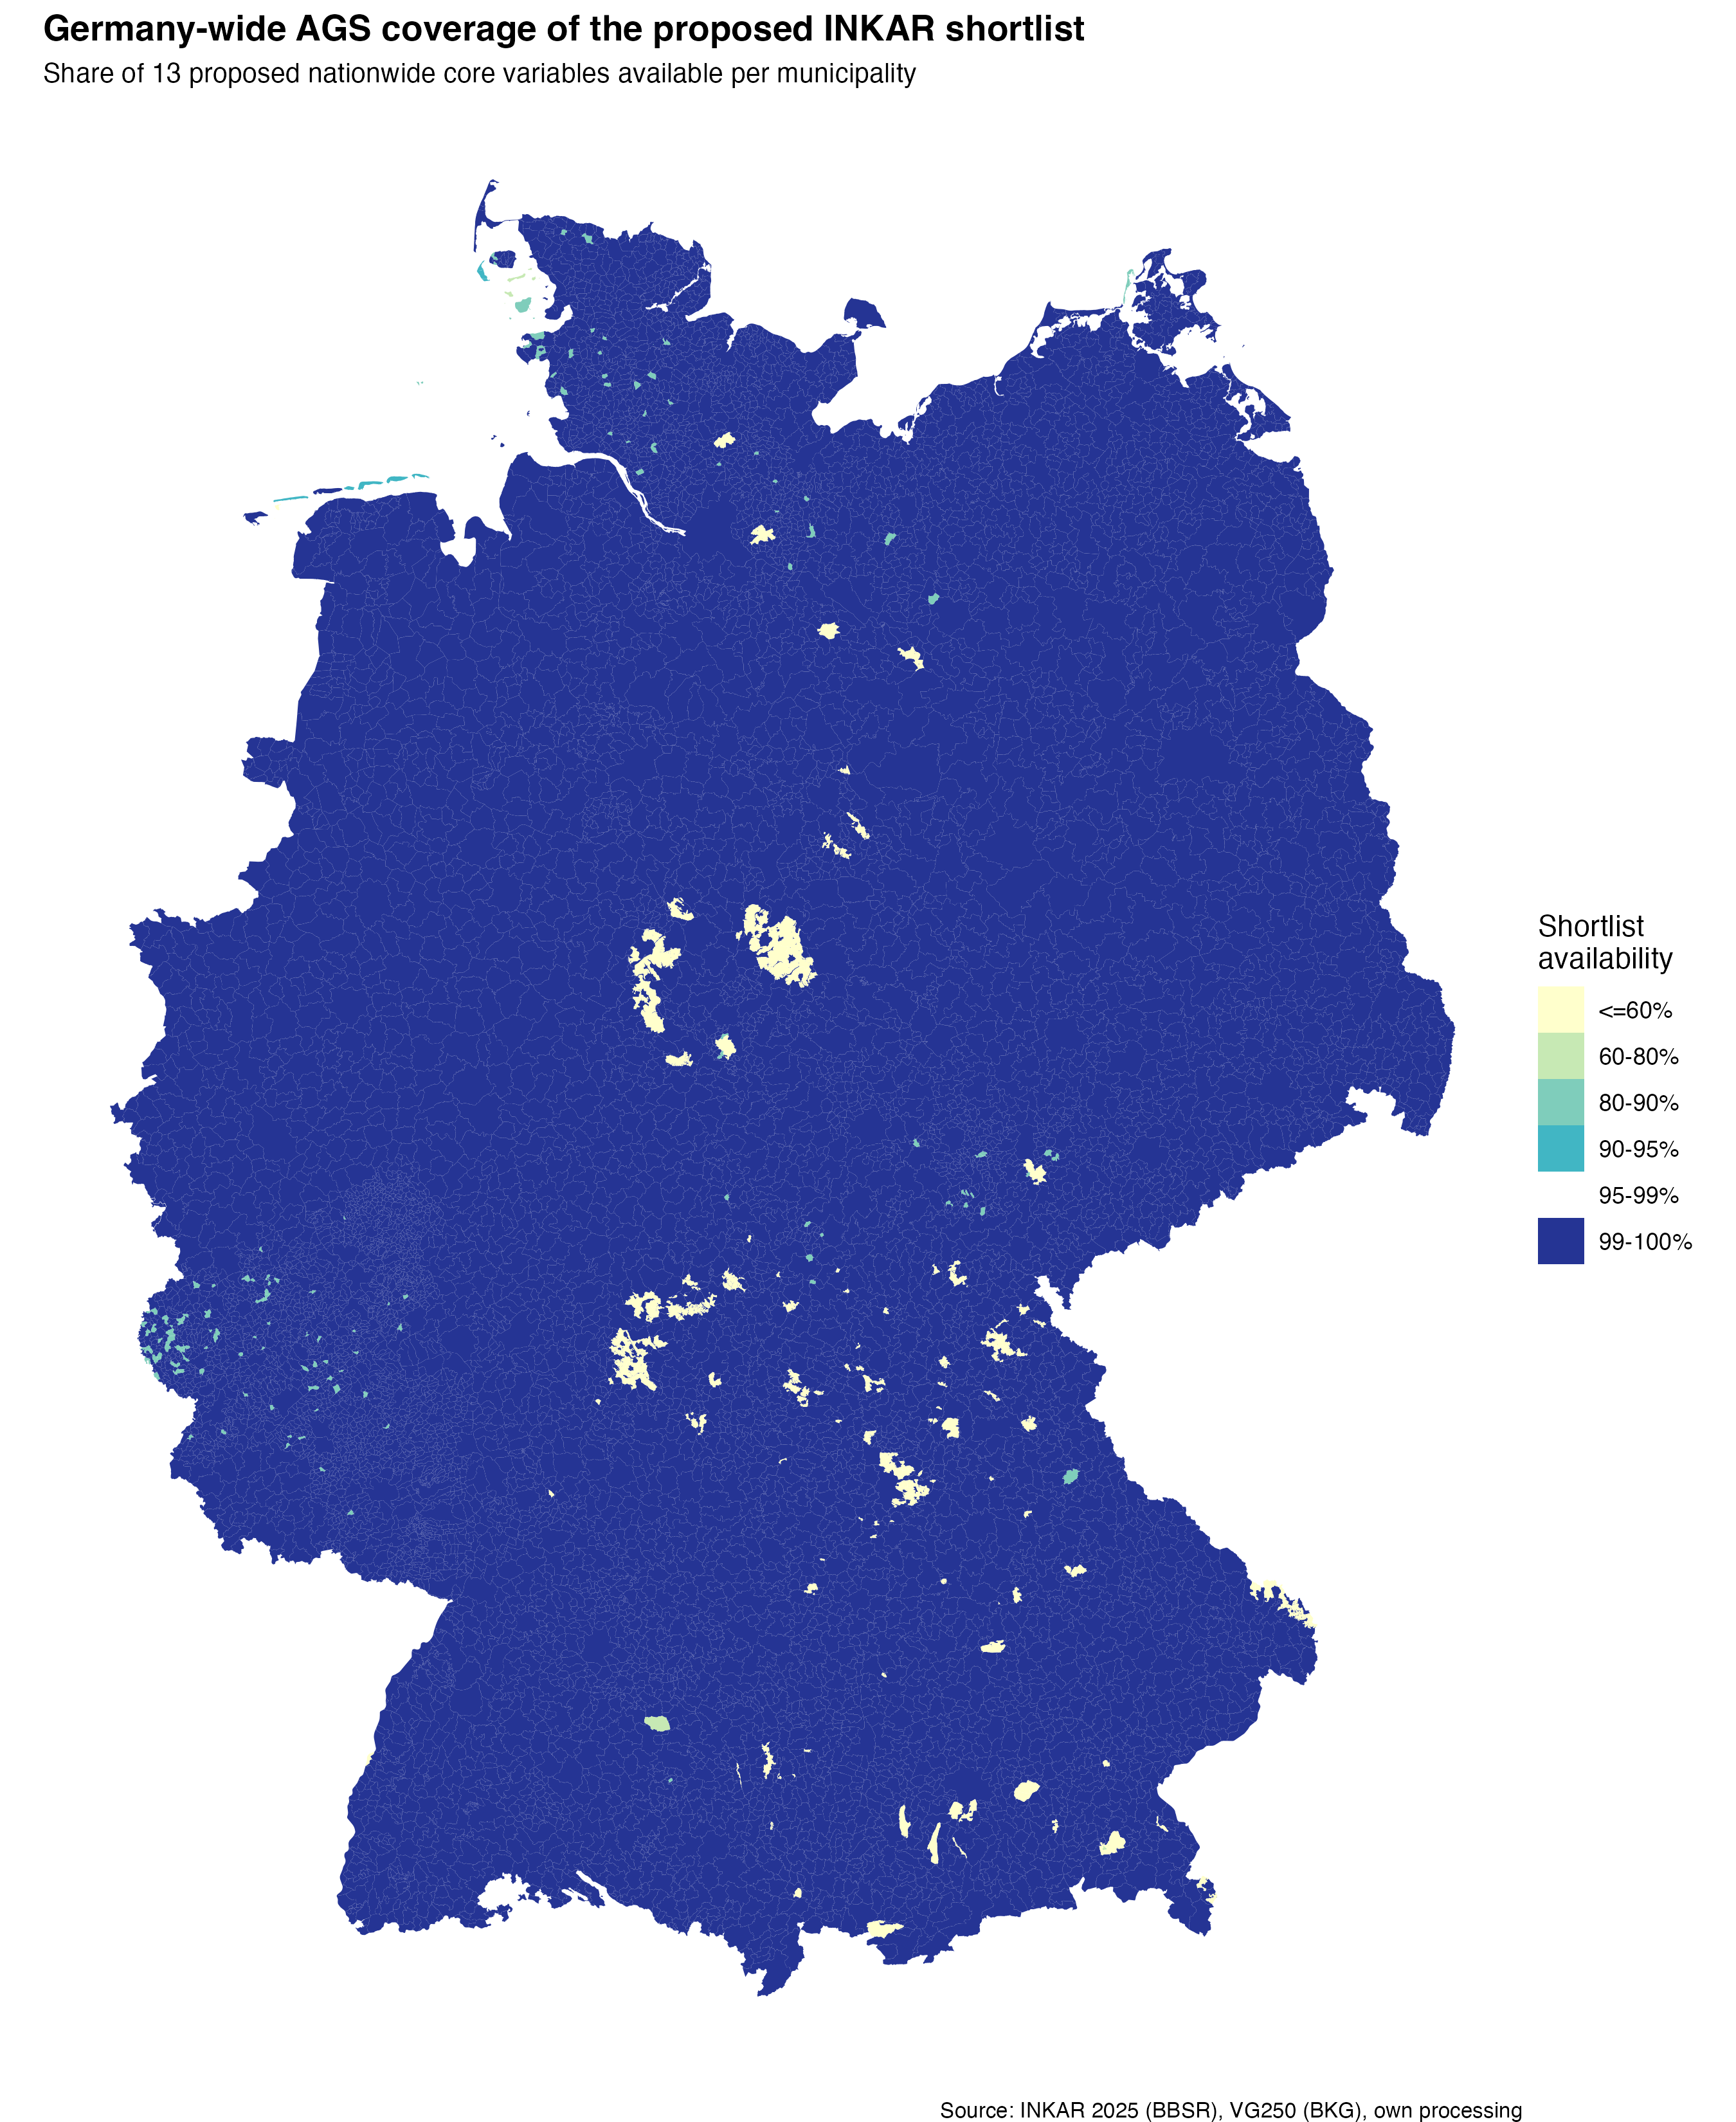 Germany-wide AGS coverage of the proposed INKAR shortlist
Share of 13 proposed nationwide core variables available per municipality
Shortlist
availability
<=60%
60-80%
80-90%
90-95%
95-99%
99-100%
Source: INKAR 2025 (BBSR), VG250 (BKG), own processing